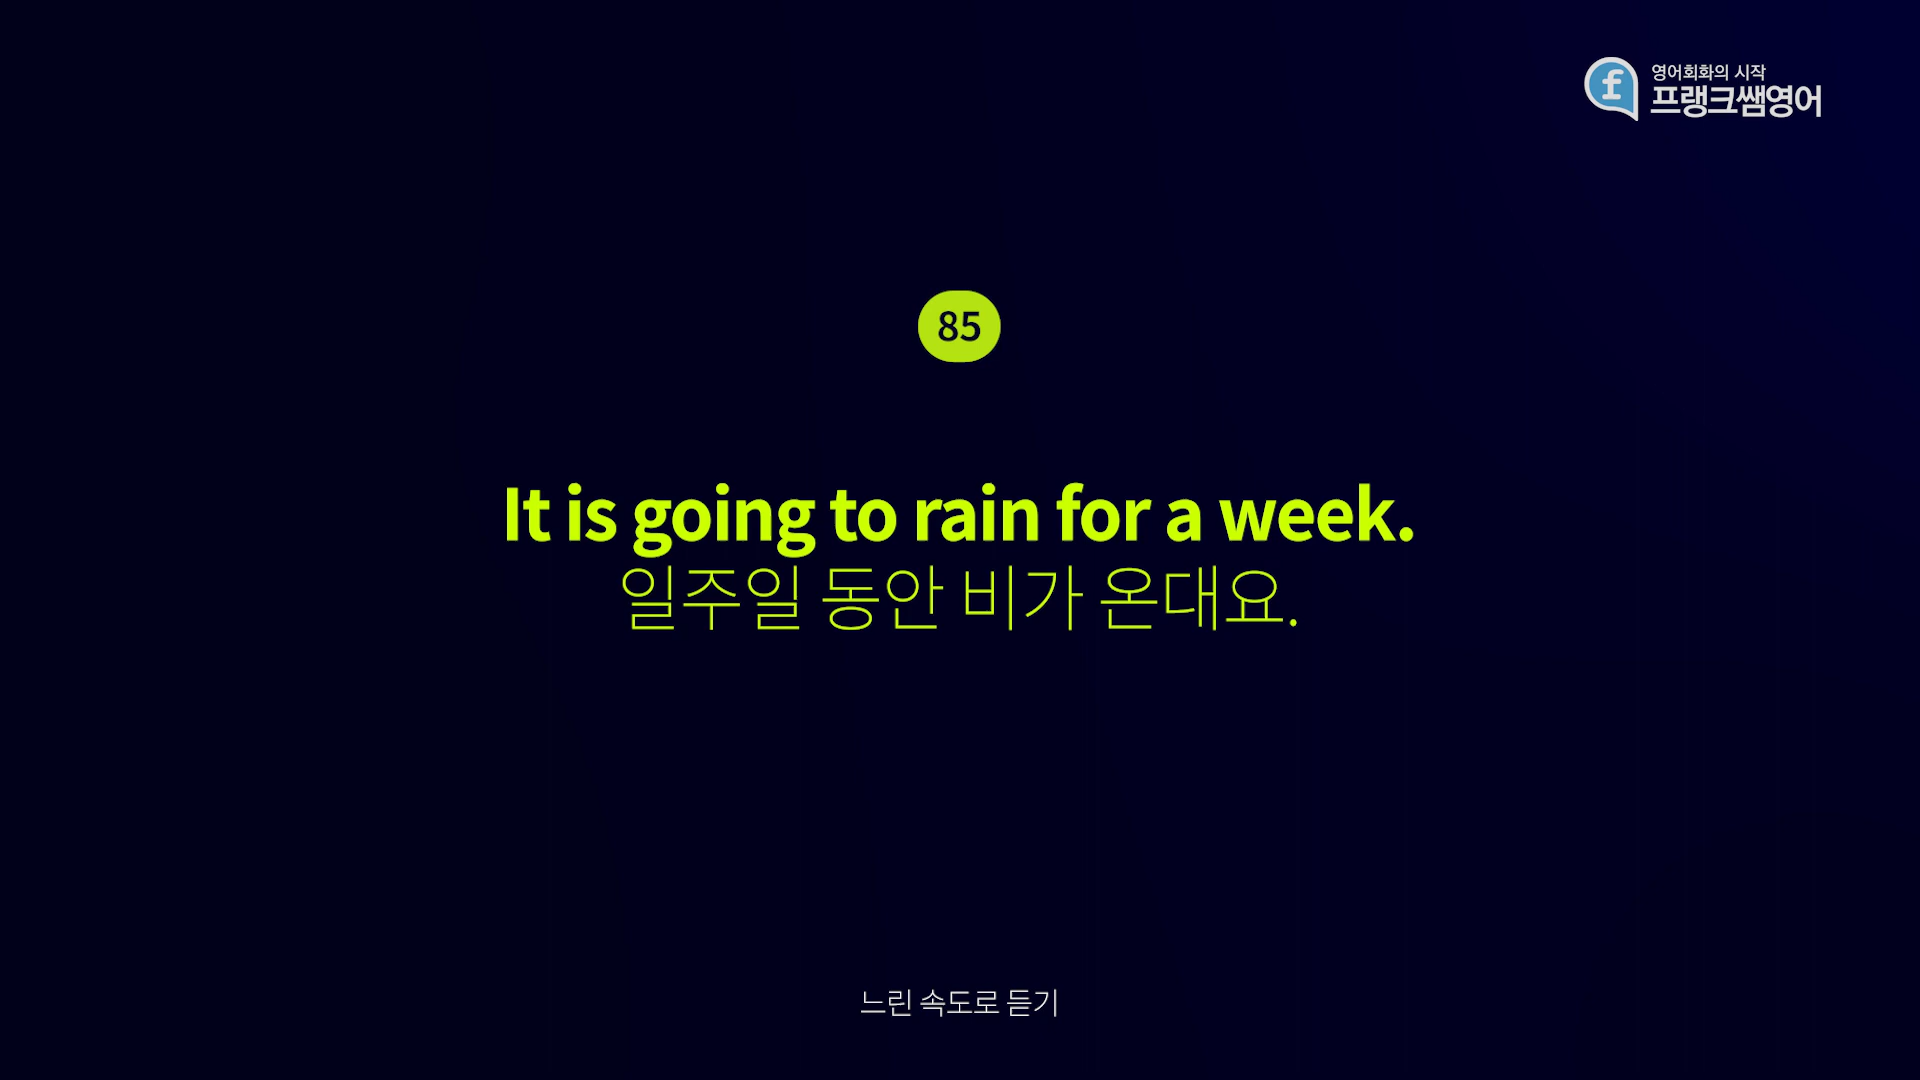 영어회화의 시작
프랭크쌤영어
85
It is going to rain for a week.
일주일 동안 비가 온대요.
느린 속도로 듣기